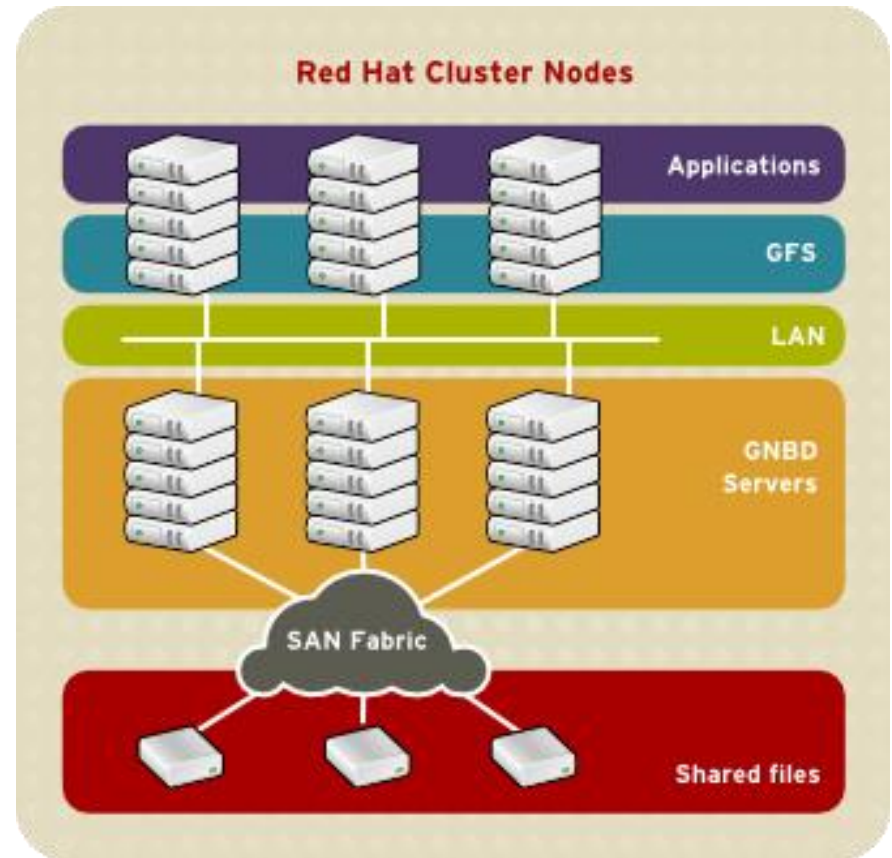 Red Hat Cluster Nodes
Applications
GFS
LAN
GNBD
Servers
SAN Fabric
Shared files